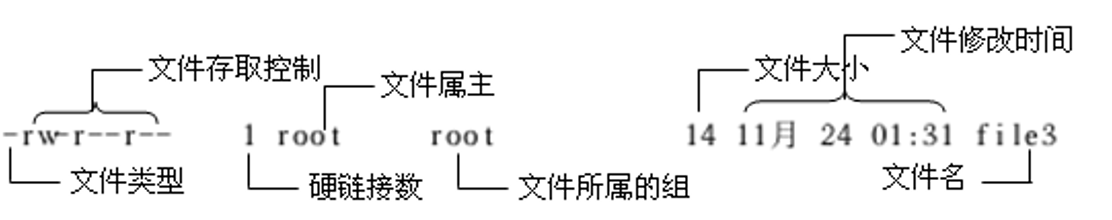 文件修改时间
文件存取控制
文件大小
文件属主
-rw-r--r-- 1 root root 14 11月 24 01:31 file3
文件类型
硬链接数
文件所属的组
文件名